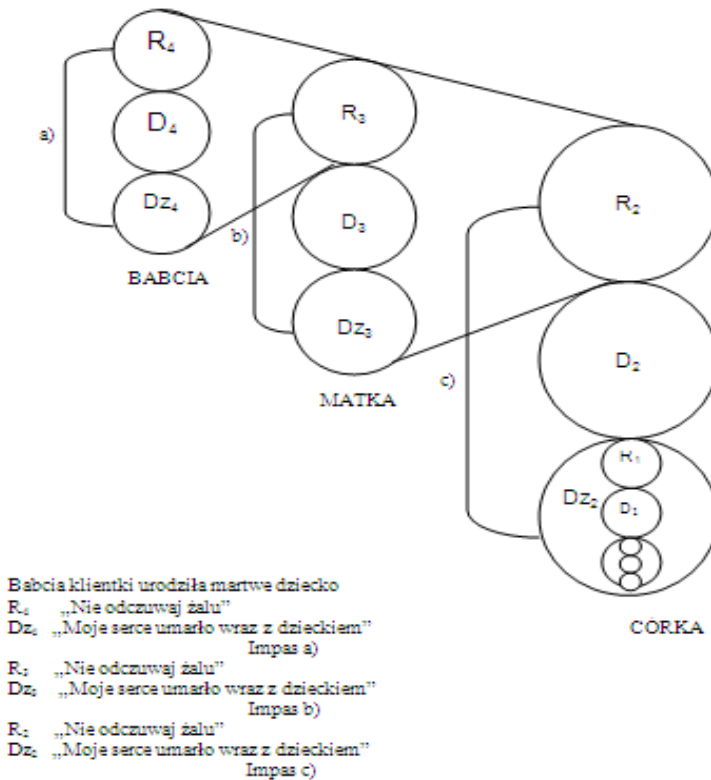 R₄
a)
D₄
Dz₄
BABCIA
R₃
b)
D₃
Dz₃
MATKA
R₂
c)
D₂
R₁
Dz₂
D₁
CORKA
Babcia klientki urodziła martwe dziecko
R₄ „Nie odczuwaj żalu”
Dz₄ „Moje serce umarło wraz z dzieckiem”
Impas a)
R₃ „Nie odczuwaj żalu”
Dz₃ „Moje serce umarło wraz z dzieckiem”
Impas b)
R₂ „Nie odczuwaj żalu”
Dz₂ „Moje serce umarło wraz z dzieckiem”
Impas c)